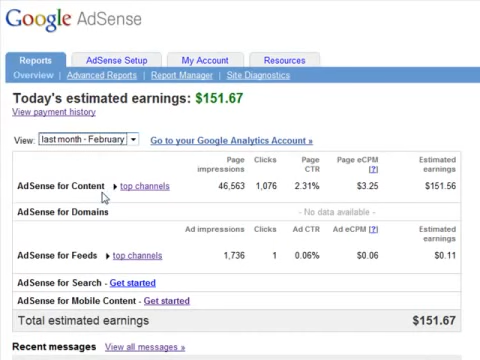 Google AdSense
Reports AdSense Setup My Account Resources
Overview | Advanced Reports | Report Manager | Site Diagnostics
Today's estimated earnings: $151.67
View payment history
View: last month - February Go to your Google Analytics Account »
Page impressions Clicks Page CTR Page eCPM [?] Estimated earnings
AdSense for Content top channels 46,563 1,076 2.31% $3.25 $151.56
AdSense for Domains - No data available -
Ad impressions Clicks Ad CTR Ad eCPM [?] Estimated earnings
AdSense for Feeds top channels 1,736 1 0.06% $0.06 $0.11
AdSense for Search - Get started
AdSense for Mobile Content - Get started
Total estimated earnings $151.67
Recent messages View all messages »